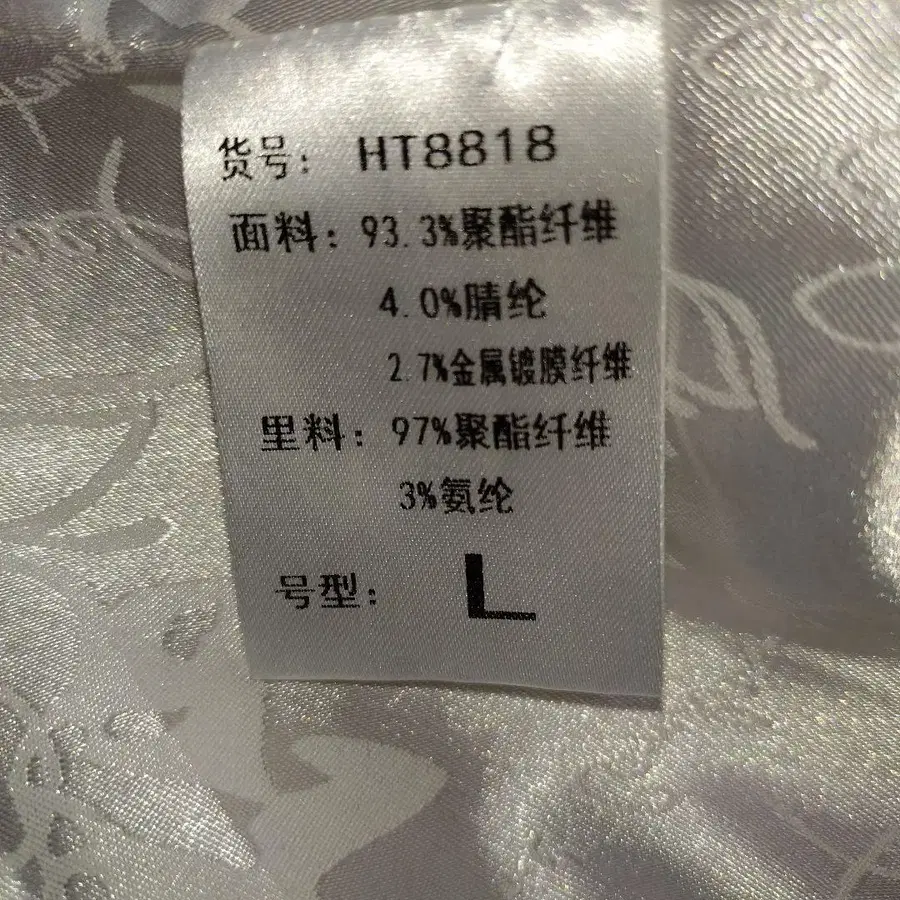 货号: HT8818
面料: 93.3%聚酯纤维
4.0%腈纶
2.7%金属镀膜纤维
里料: 97%聚酯纤维
3%氨纶
号型: L